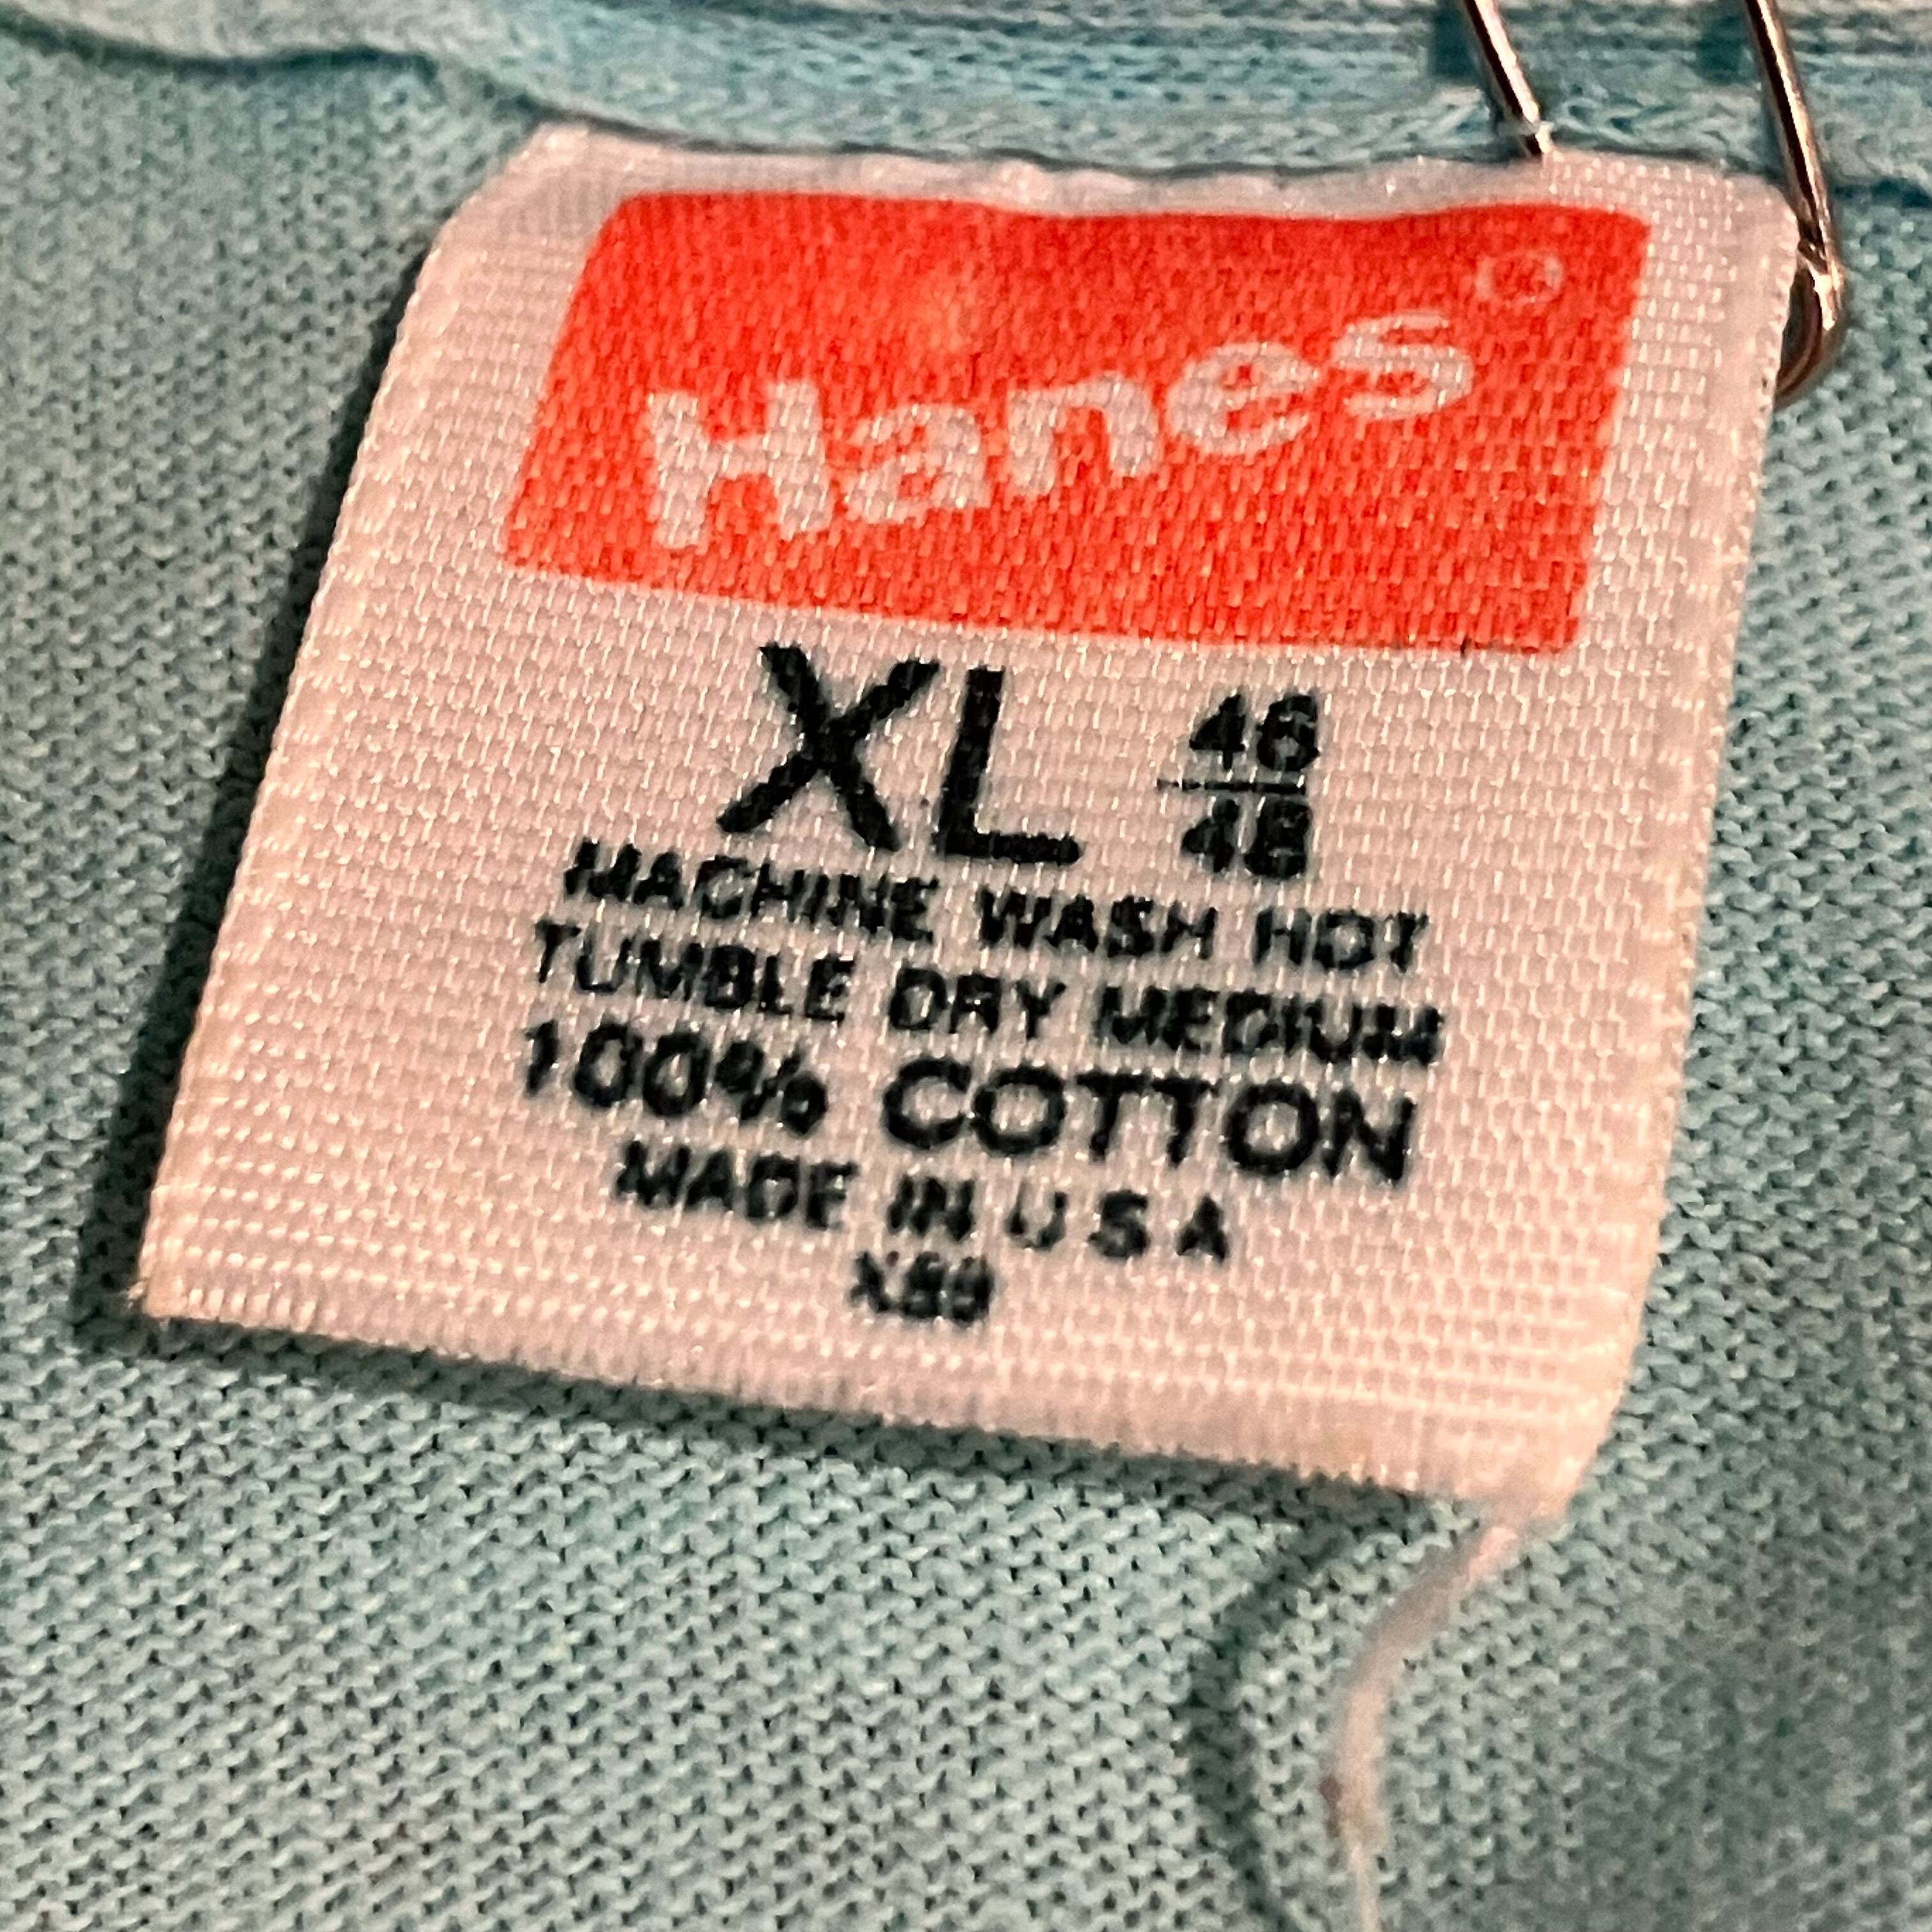 Hanes®
XL 46/48
MACHINE WASH HOT
TUMBLE DRY MEDIUM
100% COTTON
MADE IN U S A